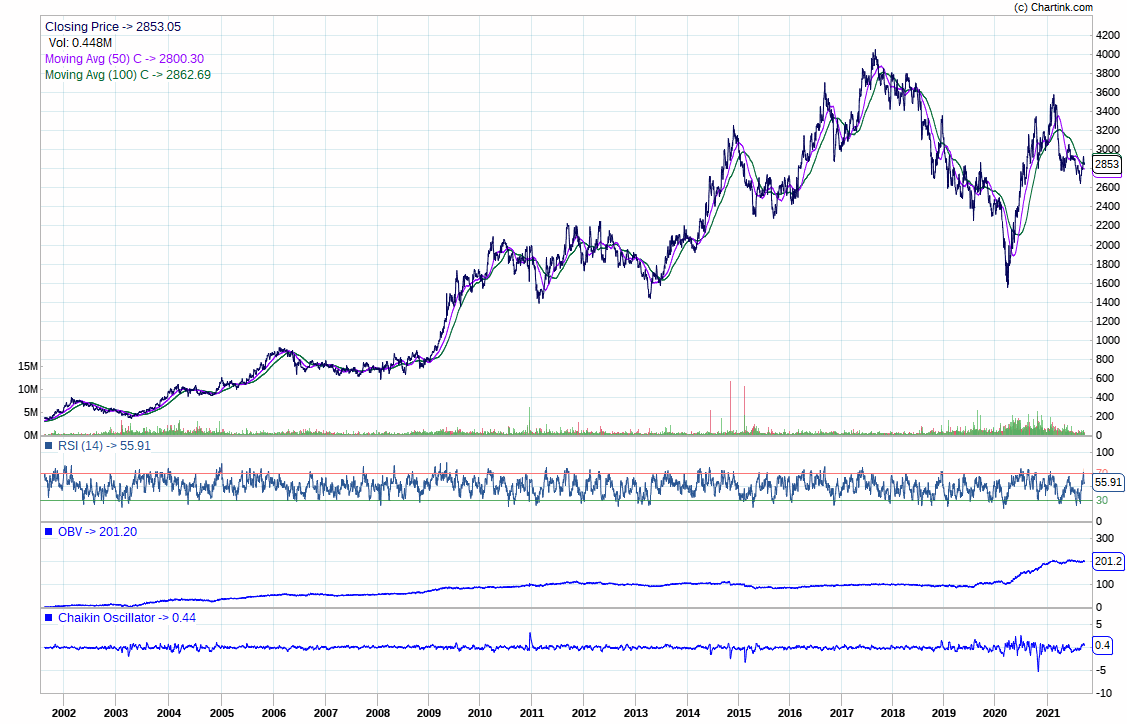 (c) Chartink.com
Closing Price -> 2853.05
Vol: 0.448M
Moving Avg (50) C -> 2800.30
Moving Avg (100) C -> 2862.69
4200
4000
3800
3600
3400
3200
3000
2853
2600
2400
2200
2000
1800
1600
1400
1200
1000
800
600
400
200
0
15M
10M
5M
0M
RSI (14) -> 55.91
100
70
55.91
30
0
OBV -> 201.20
300
201.2
100
0
Chaikin Oscillator -> 0.44
5
0.4
-5
-10
2002 2003 2004 2005 2006 2007 2008 2009 2010 2011 2012 2013 2014 2015 2016 2017 2018 2019 2020 2021